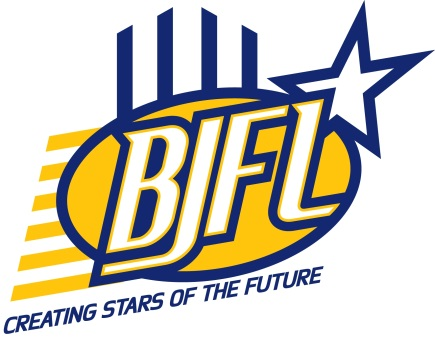 BJFL
CREATING STARS OF THE FUTURE